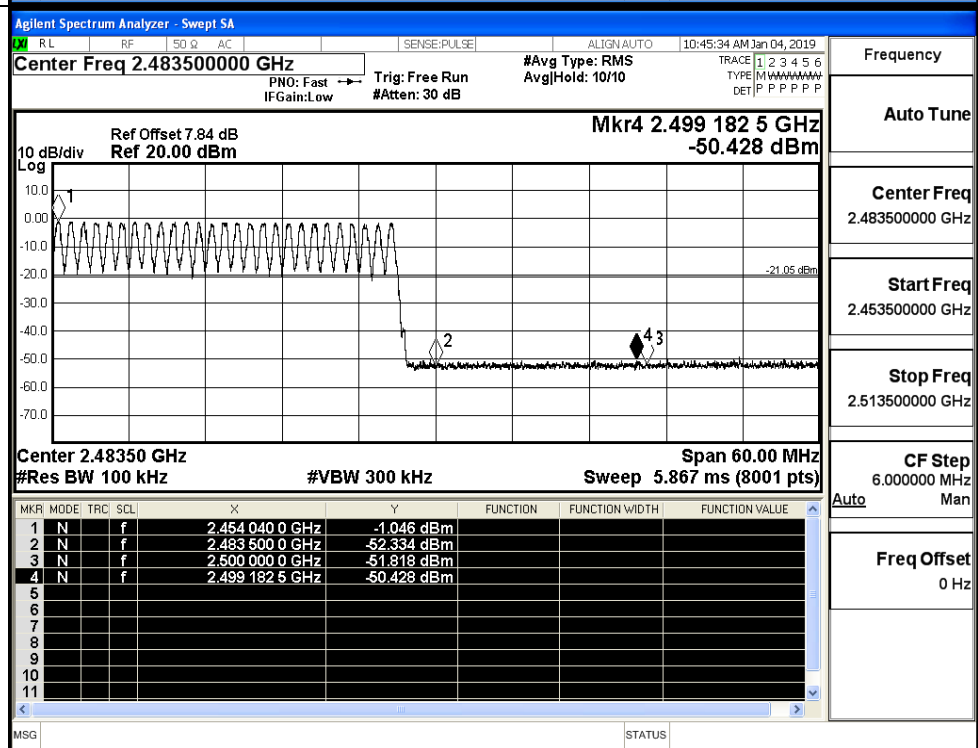 Agilent Spectrum Analyzer - Swept SA
LXI RL RF 50 Ω AC SENSE:PULSE ALIGN AUTO 10:45:34 AM Jan 04, 2019
Center Freq 2.483500000 GHz
PNO: Fast
IFGain:Low
Trig: Free Run
#Atten: 30 dB
#Avg Type: RMS
Avg|Hold: 10/10
TRACE 1 2 3 4 5 6
TYPE M W W W W W
DET P P P P P P
Ref Offset 7.84 dB
10 dB/div Ref 20.00 dBm
Log
Mkr4 2.499 182 5 GHz
-50.428 dBm
10.0
0.00
-10.0
-20.0
-30.0
-40.0
-50.0
-60.0
-70.0
1
-21.05 dBm
2
4 3
Center 2.48350 GHz Span 60.00 MHz
#Res BW 100 kHz #VBW 300 kHz Sweep 5.867 ms (8001 pts)
MKR MODE TRC SCL X Y FUNCTION FUNCTION WIDTH FUNCTION VALUE
1 N f 2.454 040 0 GHz -1.046 dBm
2 N f 2.483 500 0 GHz -52.334 dBm
3 N f 2.500 000 0 GHz -51.818 dBm
4 N f 2.499 182 5 GHz -50.428 dBm
5
6
7
8
9
10
11
MSG STATUS
Frequency
Auto Tune
Center Freq
2.483500000 GHz
Start Freq
2.453500000 GHz
Stop Freq
2.513500000 GHz
CF Step
6.000000 MHz
Auto Man
Freq Offset
0 Hz